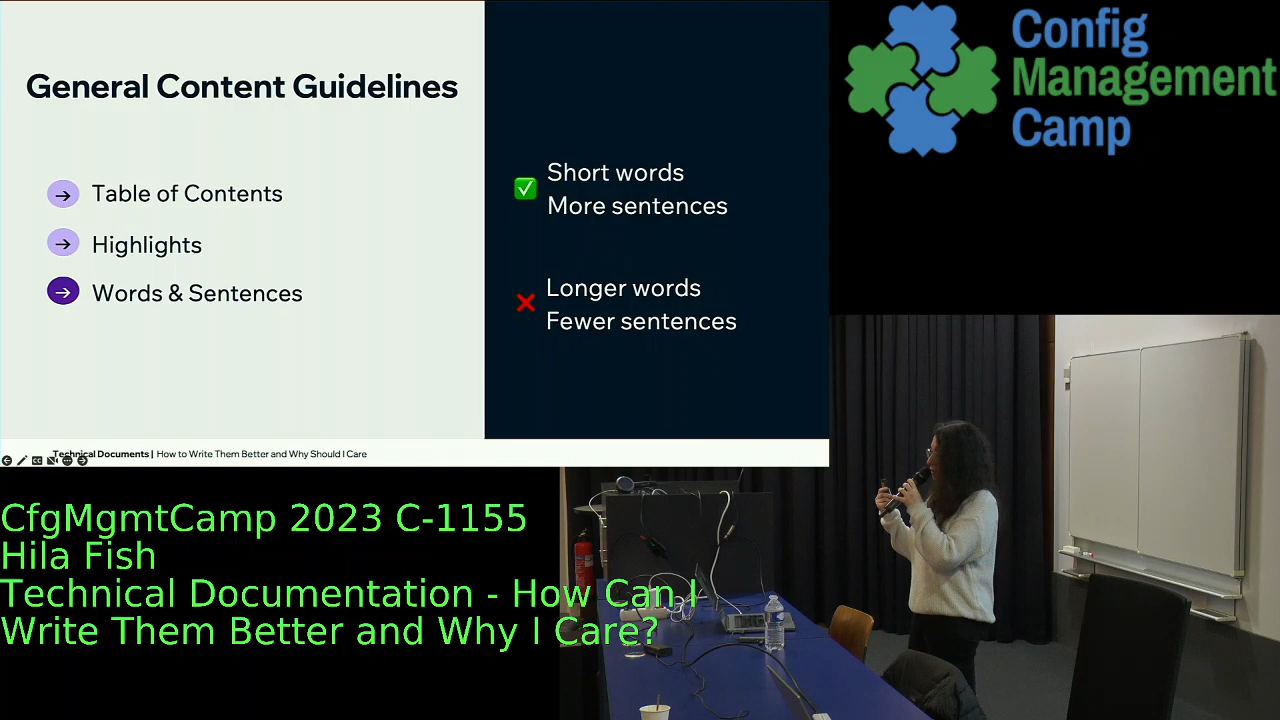 General Content Guidelines
Table of Contents
Highlights
Words & Sentences
Short words
More sentences
Longer words
Fewer sentences
Technical Documents | How to Write Them Better and Why Should I Care
Config
Management
Camp
CfgMgmtCamp 2023 C-1155
Hila Fish
Technical Documentation - How Can I
Write Them Better and Why I Care?